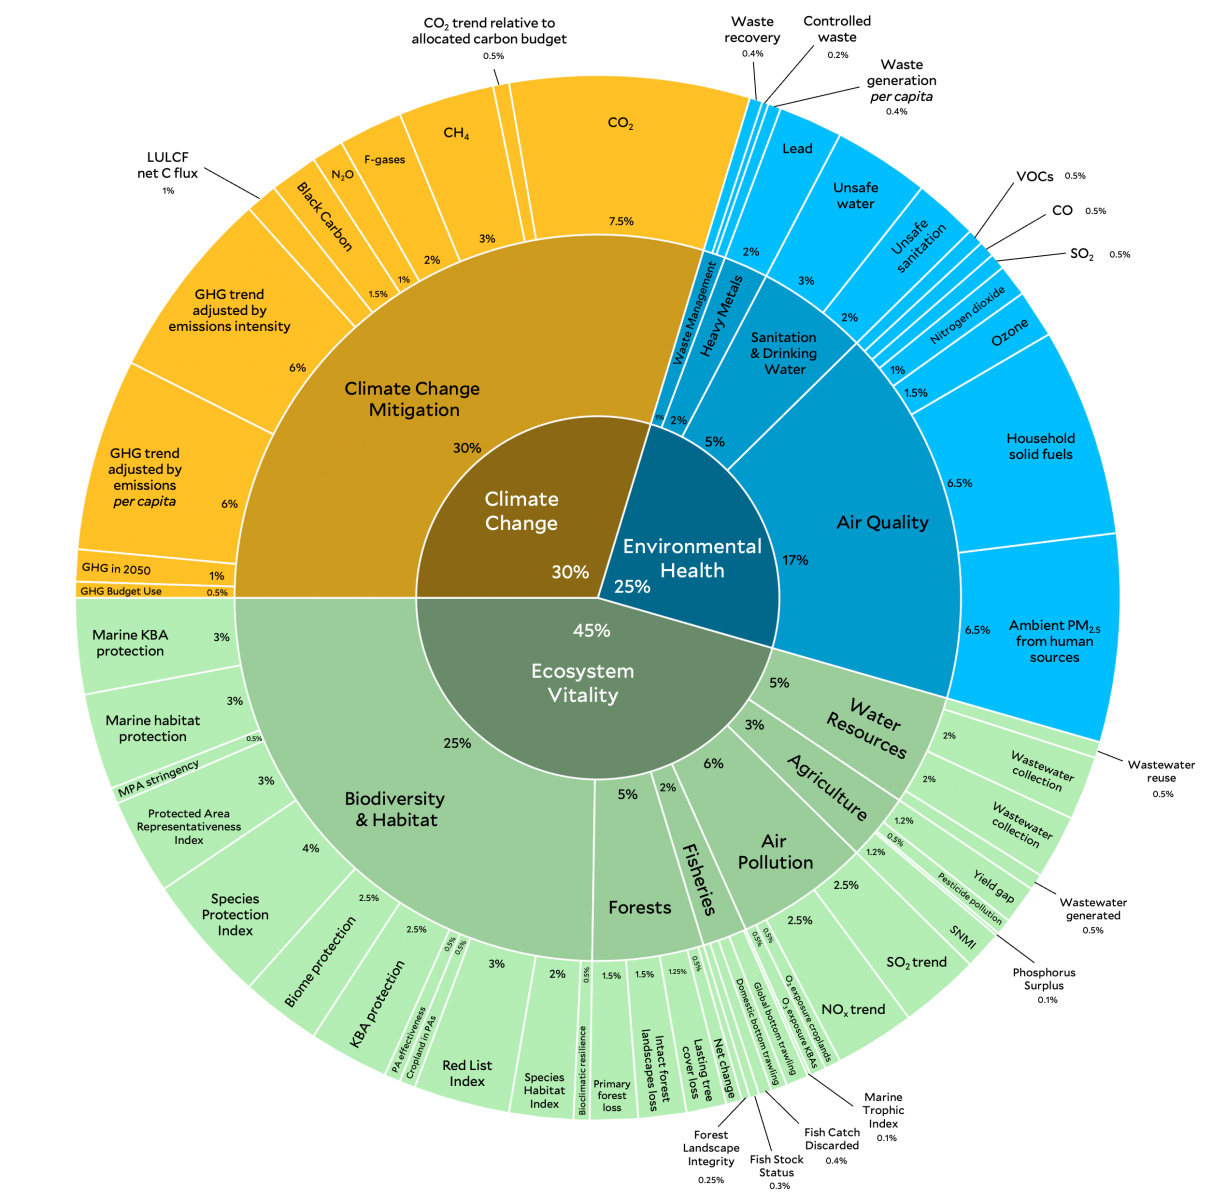 CO₂ trend relative to
allocated carbon budget
0.5%
Waste
recovery
0.4%
Controlled
waste
0.2%
Waste
generation
per capita
0.4%
LULCF
net C flux
1%
CO₂
7.5%
CH₄
3%
F-gases
2%
N₂O
1%
Black Carbon
1.5%
GHG trend
adjusted by
emissions intensity
6%
GHG trend
adjusted by
emissions
per capita
6%
GHG in 2050
1%
GHG Budget Use
0.5%
Climate Change
Mitigation
30%
Climate
Change
30%
Lead
2%
Unsafe
water
3%
Unsafe
sanitation
2%
VOCs 0.5%
CO 0.5%
SO₂ 0.5%
Nitrogen dioxide
1%
Ozone
1.5%
Household
solid fuels
6.5%
Ambient PM₂.₅
from human
sources
6.5%
Waste Management
Heavy Metals
2%
Sanitation
& Drinking
Water
5%
Air Quality
17%
Environmental
Health
25%
45%
Ecosystem
Vitality
5%
Water
Resources
3%
Agriculture
6%
Air
Pollution
2%
Fisheries
5%
Forests
25%
Biodiversity
& Habitat
Wastewater
reuse
0.5%
2%
Wastewater
collection
2%
Wastewater
collection
Wastewater
generated
0.5%
1.2%
Yield gap
0.5%
Pesticide pollution
Phosphorus
Surplus
0.1%
1.2%
SNMI
2.5%
SO₂ trend
2.5%
NOₓ trend
0.5%
O₃ exposure croplands
0.5%
O₃ exposure KBAs
Global bottom trawling
Domestic bottom trawling
Marine
Trophic
Index
0.1%
Fish Catch
Discarded
0.4%
Fish Stock
Status
0.3%
Forest
Landscape
Integrity
0.25%
0.5%
Net change
1.25%
Lasting tree
cover loss
1.5%
Intact forest
landscapes loss
1.5%
Primary
forest
loss
0.5%
Bioclimatic resilience
2%
Species
Habitat
Index
3%
Red List
Index
0.5%
Cropland in PAs
0.5%
PA effectiveness
2.5%
KBA protection
2.5%
Biome protection
4%
Species
Protection
Index
3%
Protected Area
Representativeness
Index
0.5%
MPA stringency
3%
Marine habitat
protection
3%
Marine KBA
protection